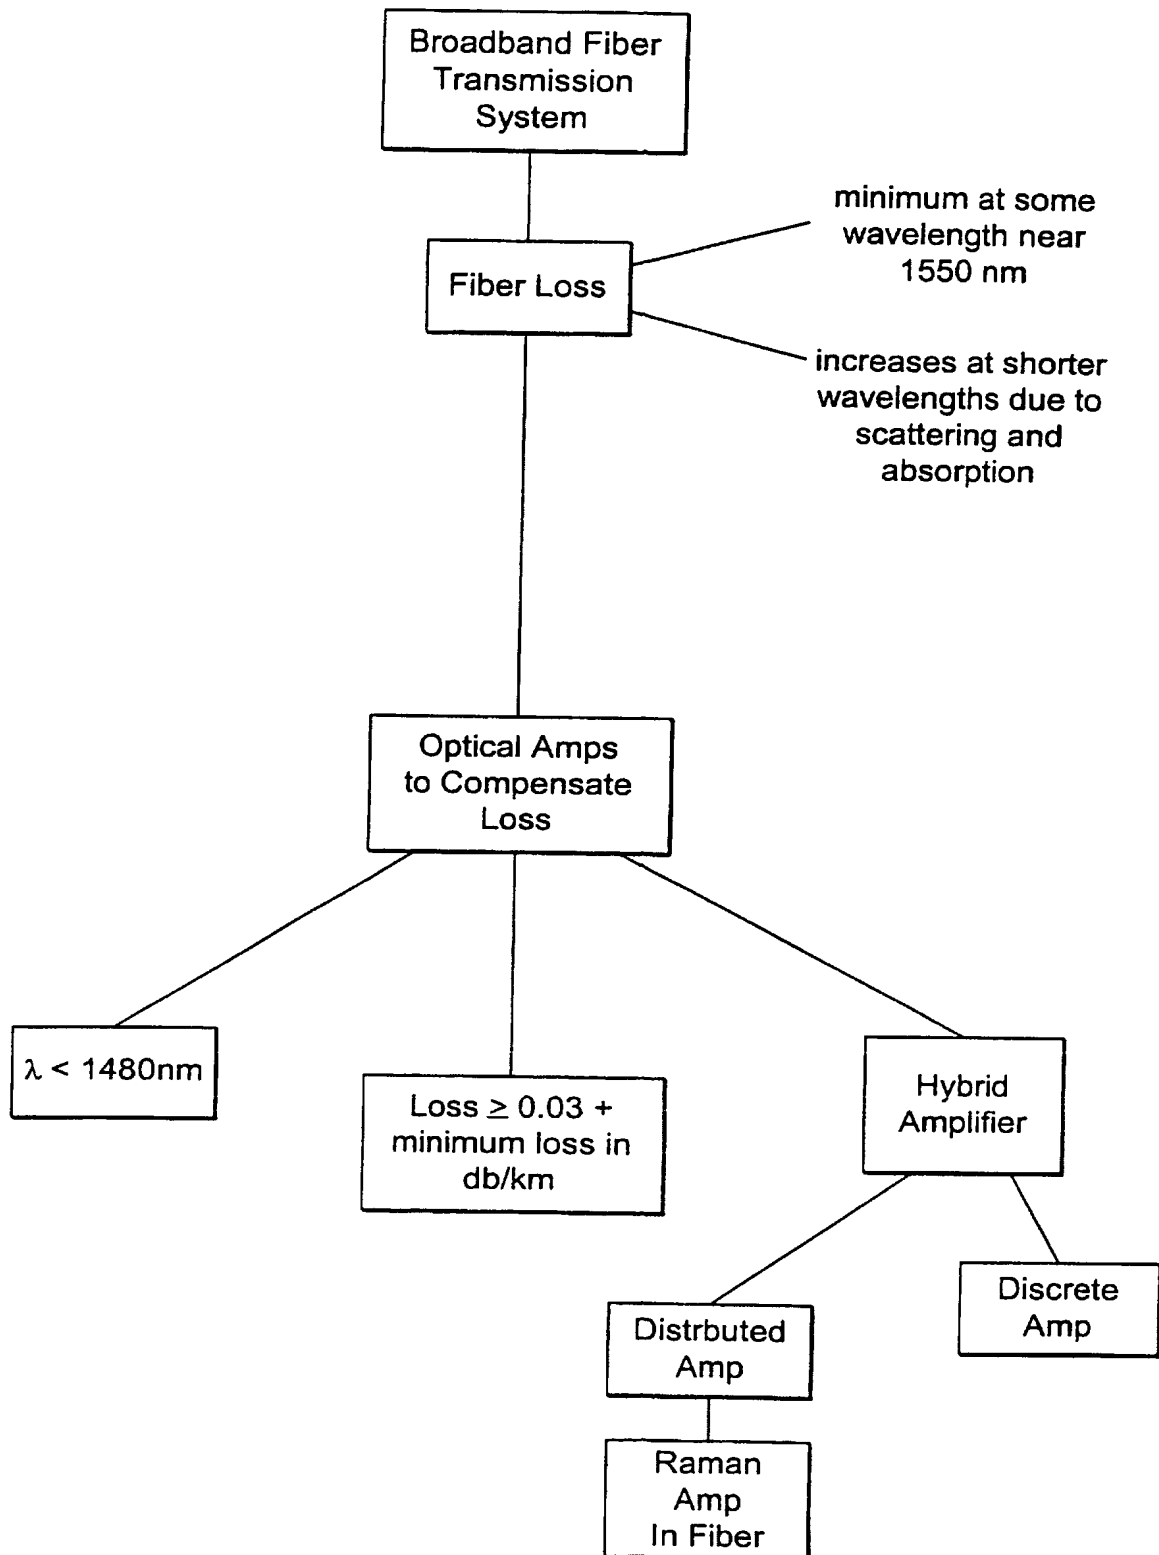 Broadband Fiber
Transmission
System
minimum at some
wavelength near
1550 nm
Fiber Loss
increases at shorter
wavelengths due to
scattering and
absorption
Optical Amps
to Compensate
Loss
λ < 1480nm
Loss ≥ 0.03 +
minimum loss in
db/km
Hybrid
Amplifier
Discrete
Amp
Distrbuted
Amp
Raman
Amp
In Fiber